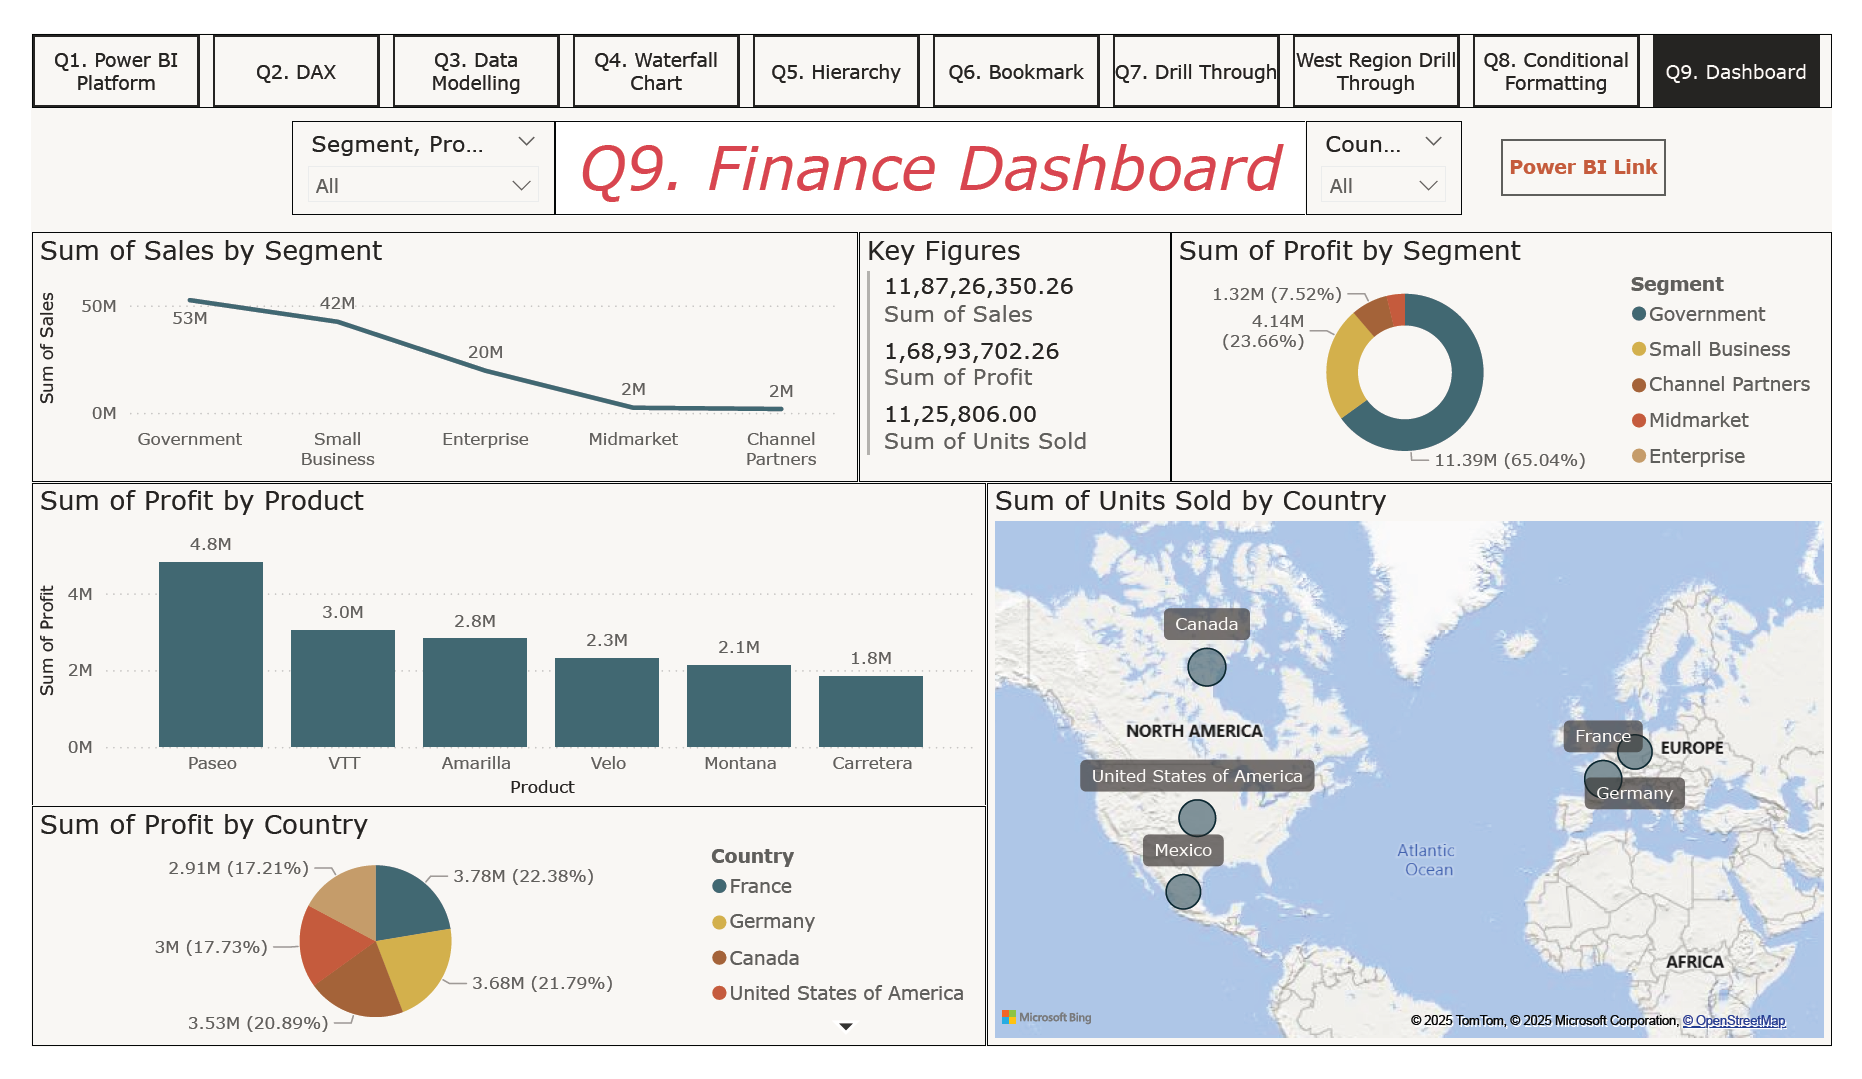 Q1. Power BI
Platform
Q2. DAX
Q3. Data
Modelling
Q4. Waterfall
Chart
Q5. Hierarchy
Q6. Bookmark
Q7. Drill Through
West Region Drill
Through
Q8. Conditional
Formatting
Q9. Dashboard
Segment, Pro...
All
Q9. Finance Dashboard
Coun...
All
Power BI Link
Sum of Sales by Segment
Sum of Sales
50M
0M
53M
42M
20M
2M
2M
Government
Small
Business
Enterprise
Midmarket
Channel
Partners
Key Figures
11,87,26,350.26
Sum of Sales
1,68,93,702.26
Sum of Profit
11,25,806.00
Sum of Units Sold
Sum of Profit by Segment
1.32M (7.52%)
4.14M
(23.66%)
11.39M (65.04%)
Segment
Government
Small Business
Channel Partners
Midmarket
Enterprise
Sum of Profit by Product
Sum of Profit
4M
2M
0M
4.8M
3.0M
2.8M
2.3M
2.1M
1.8M
Paseo
VTT
Amarilla
Velo
Montana
Carretera
Product
Sum of Units Sold by Country
Canada
NORTH AMERICA
United States of America
Mexico
France
EUROPE
Germany
Atlantic
Ocean
AFRICA
Microsoft Bing
© 2025 TomTom, © 2025 Microsoft Corporation, © OpenStreetMap
Sum of Profit by Country
2.91M (17.21%)
3.78M (22.38%)
3M (17.73%)
3.68M (21.79%)
3.53M (20.89%)
Country
France
Germany
Canada
United States of America